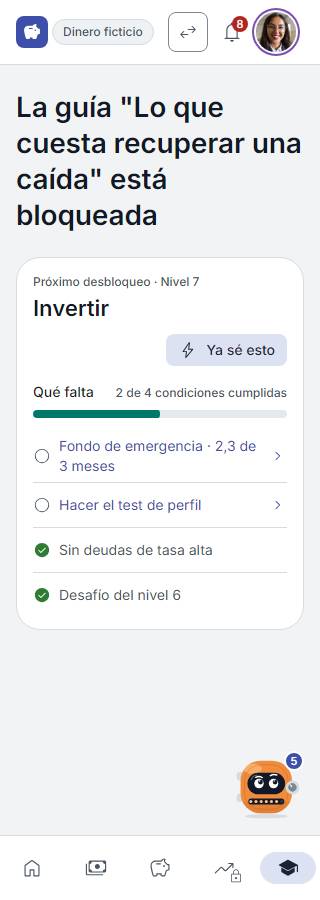 Dinero ficticio
8
La guía "Lo que
cuesta recuperar una
caída" está
bloqueada
Próximo desbloqueo · Nivel 7
Invertir
Ya sé esto
Qué falta 2 de 4 condiciones cumplidas
Fondo de emergencia · 2,3 de
3 meses
Hacer el test de perfil
Sin deudas de tasa alta
Desafío del nivel 6
5